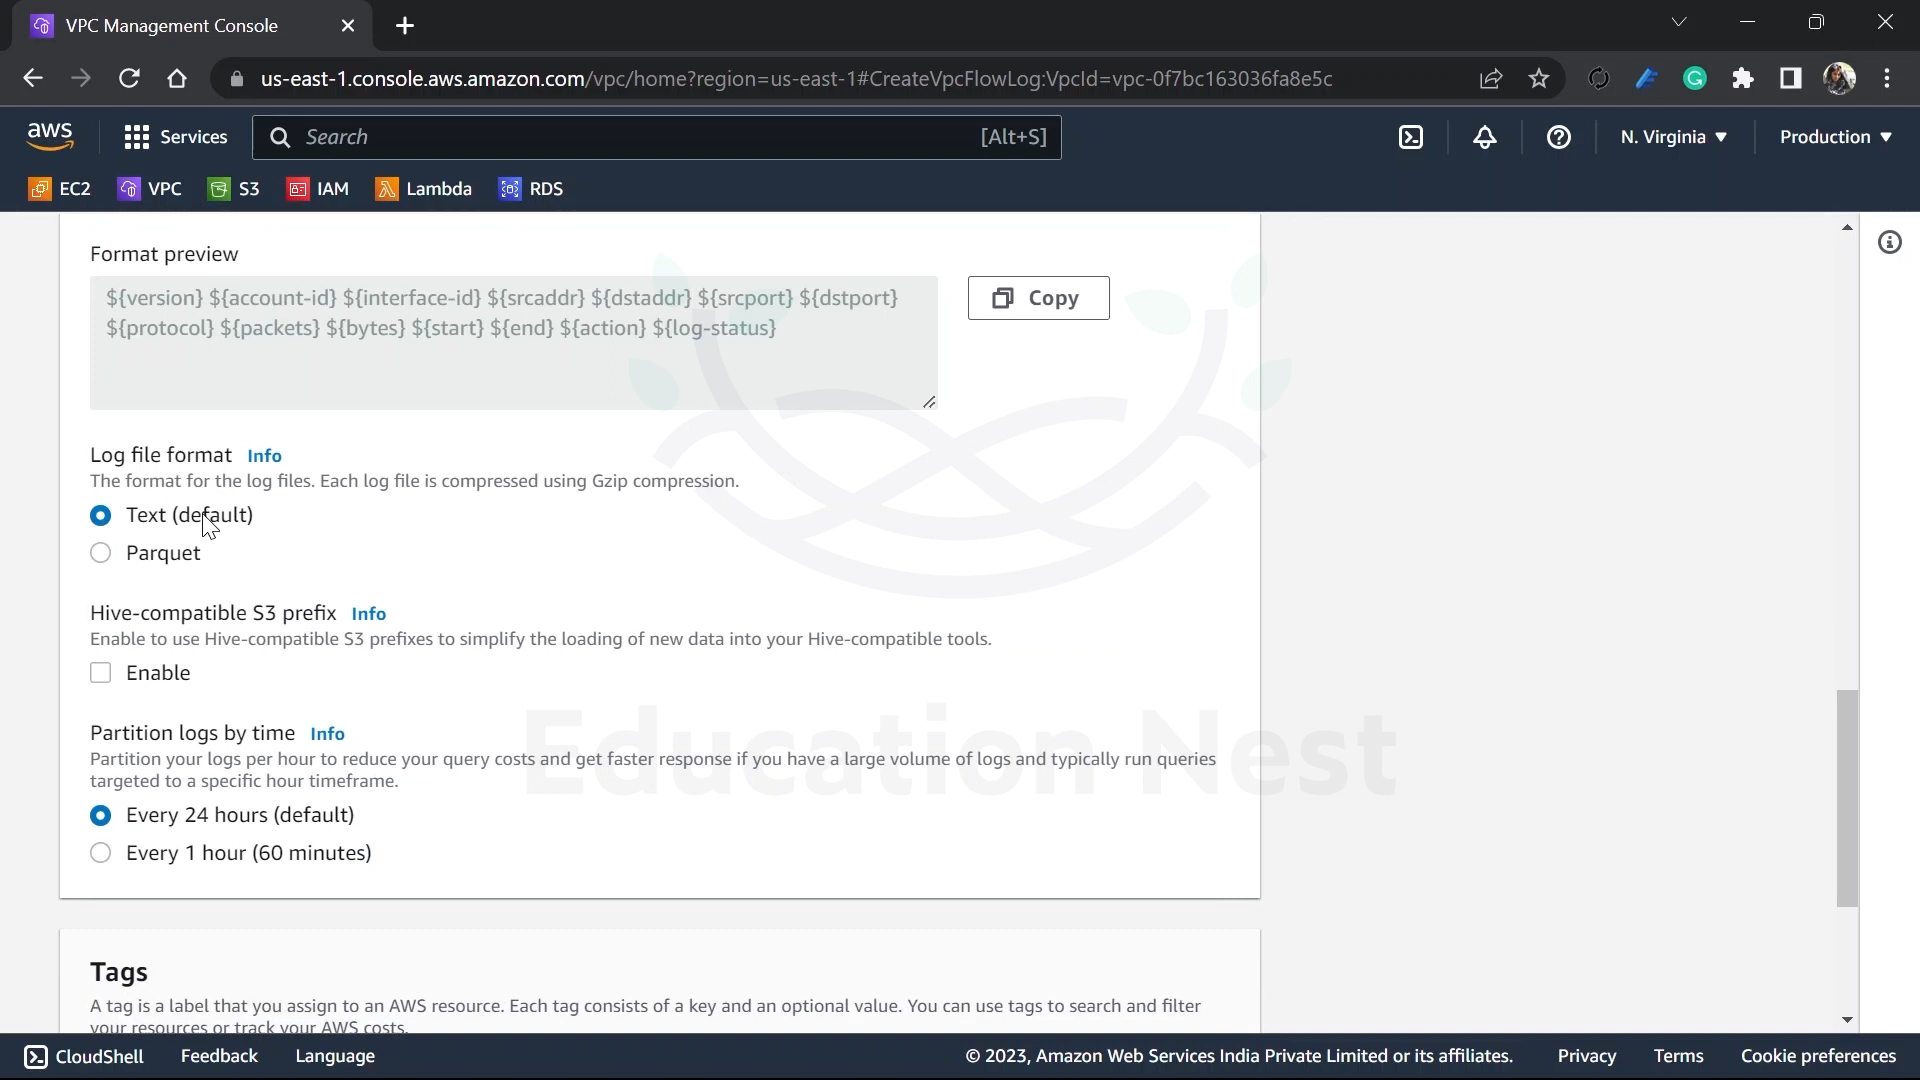 VPC Management Console
us-east-1.console.aws.amazon.com/vpc/home?region=us-east-1#CreateVpcFlowLog:VpcId=vpc-0f7bc163036fa8e5c
aws Services Search [Alt+S] N. Virginia Production
EC2 VPC S3 IAM Lambda RDS
Format preview
${version} ${account-id} ${interface-id} ${srcaddr} ${dstaddr} ${srcport} ${dstport}
${protocol} ${packets} ${bytes} ${start} ${end} ${action} ${log-status}
Copy
Log file format Info
The format for the log files. Each log file is compressed using Gzip compression.
Text (default)
Parquet
Hive-compatible S3 prefix Info
Enable to use Hive-compatible S3 prefixes to simplify the loading of new data into your Hive-compatible tools.
Enable
Partition logs by time Info
Partition your logs per hour to reduce your query costs and get faster response if you have a large volume of logs and typically run queries
targeted to a specific hour timeframe.
Education Nest
Every 24 hours (default)
Every 1 hour (60 minutes)
Tags
A tag is a label that you assign to an AWS resource. Each tag consists of a key and an optional value. You can use tags to search and filter
your resources or track your AWS costs.
CloudShell Feedback Language © 2023, Amazon Web Services India Private Limited or its affiliates. Privacy Terms Cookie preferences